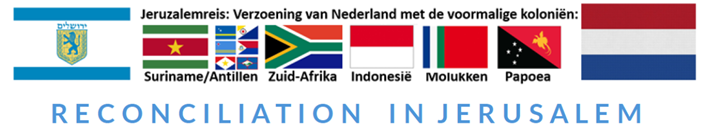 ירושלים
Jeruzalemreis: Verzoening van Nederland met de voormalige koloniën:
Suriname/Antillen Zuid-Afrika Indonesië Molukken Papoea
RECONCILIATION IN JERUSALEM